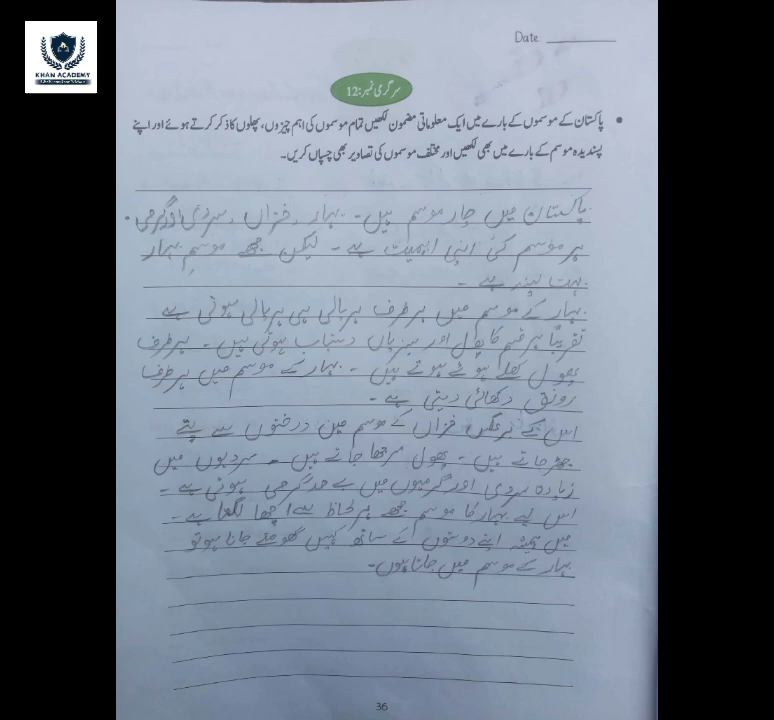 KHAN ACADEMY
Date
سرگرمی نمبر:12
پاکستان کے موسموں کے بارے میں ایک معلوماتی مضمون لکھیں تمام موسموں کی اہم چیزوں، پھلوں کا ذکر کرتے ہوئے اور اپنے
پسندیدہ موسم کے بارے میں بھی لکھیں اور مختلف موسموں کی تصاویر بھی چسپاں کریں۔
پاکستان میں چار موسم ہیں۔ بہار، خزاں، سردی اور گرمی۔
ہر موسم کی اپنی اہمیت ہے۔ لیکن مجھے موسمِ بہار
بہت پسند ہے۔
بہار کے موسم میں ہر طرف ہریالی ہی ہریالی ہوتی ہے
تقریباً ہر قسم کا پھل اور سبزیاں دستیاب ہوتی ہیں۔ ہر طرف
پھول کھلے ہوئے ہوتے ہیں۔ بہار کے موسم میں ہر طرف
رونق دکھائی دیتی ہے۔
اس کے برعکس خزاں کے موسم میں درختوں سے پتے
جھڑ جاتے ہیں۔ پھول مرجھا جاتے ہیں۔ سردیوں میں
زیادہ سردی اور گرمیوں میں بے حد گرمی ہوتی ہے۔
اس لیے بہار کا موسم مجھے ہر لحاظ سے اچھا لگتا ہے۔
میں ہمیشہ اپنے دوستوں کے ساتھ کہیں گھومنے جانا ہو تو
بہار کے موسم میں جاتا ہوں۔
36